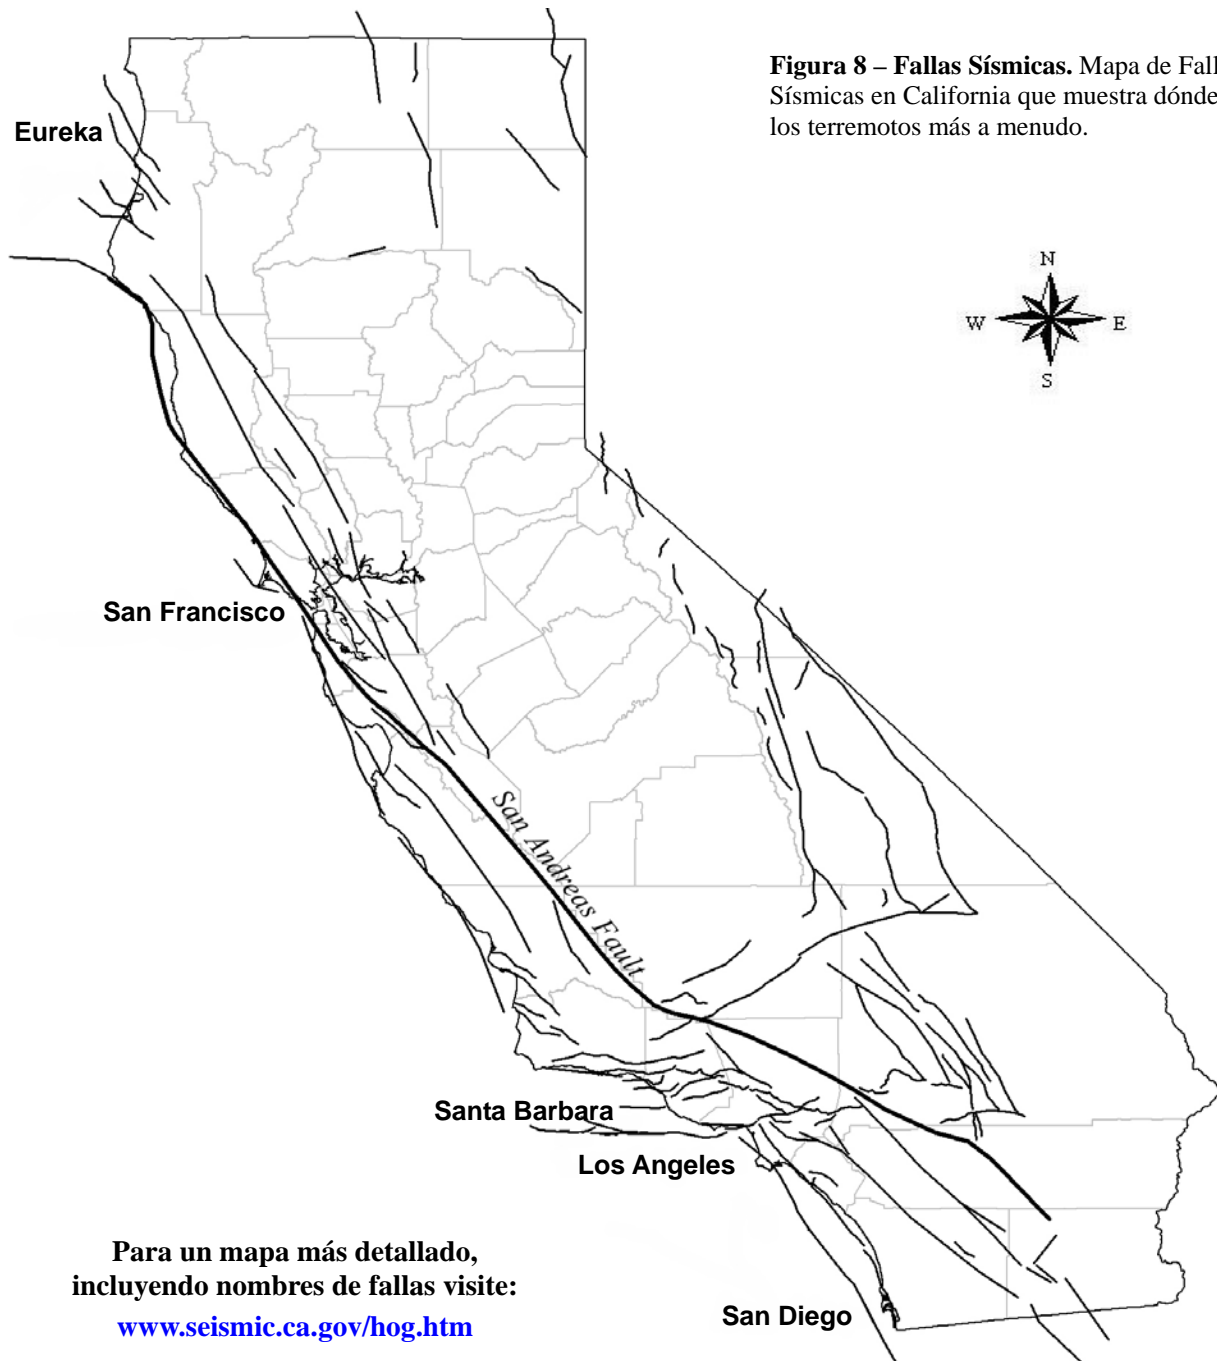 Figura 8 – Fallas Sísmicas. Mapa de Fall
Sísmicas en California que muestra dónde
los terremotos más a menudo.
Eureka
N
W
E
S
San Francisco
San Andreas Fault
Santa Barbara
Los Angeles
San Diego
Para un mapa más detallado,
incluyendo nombres de fallas visite:
www.seismic.ca.gov/hog.htm